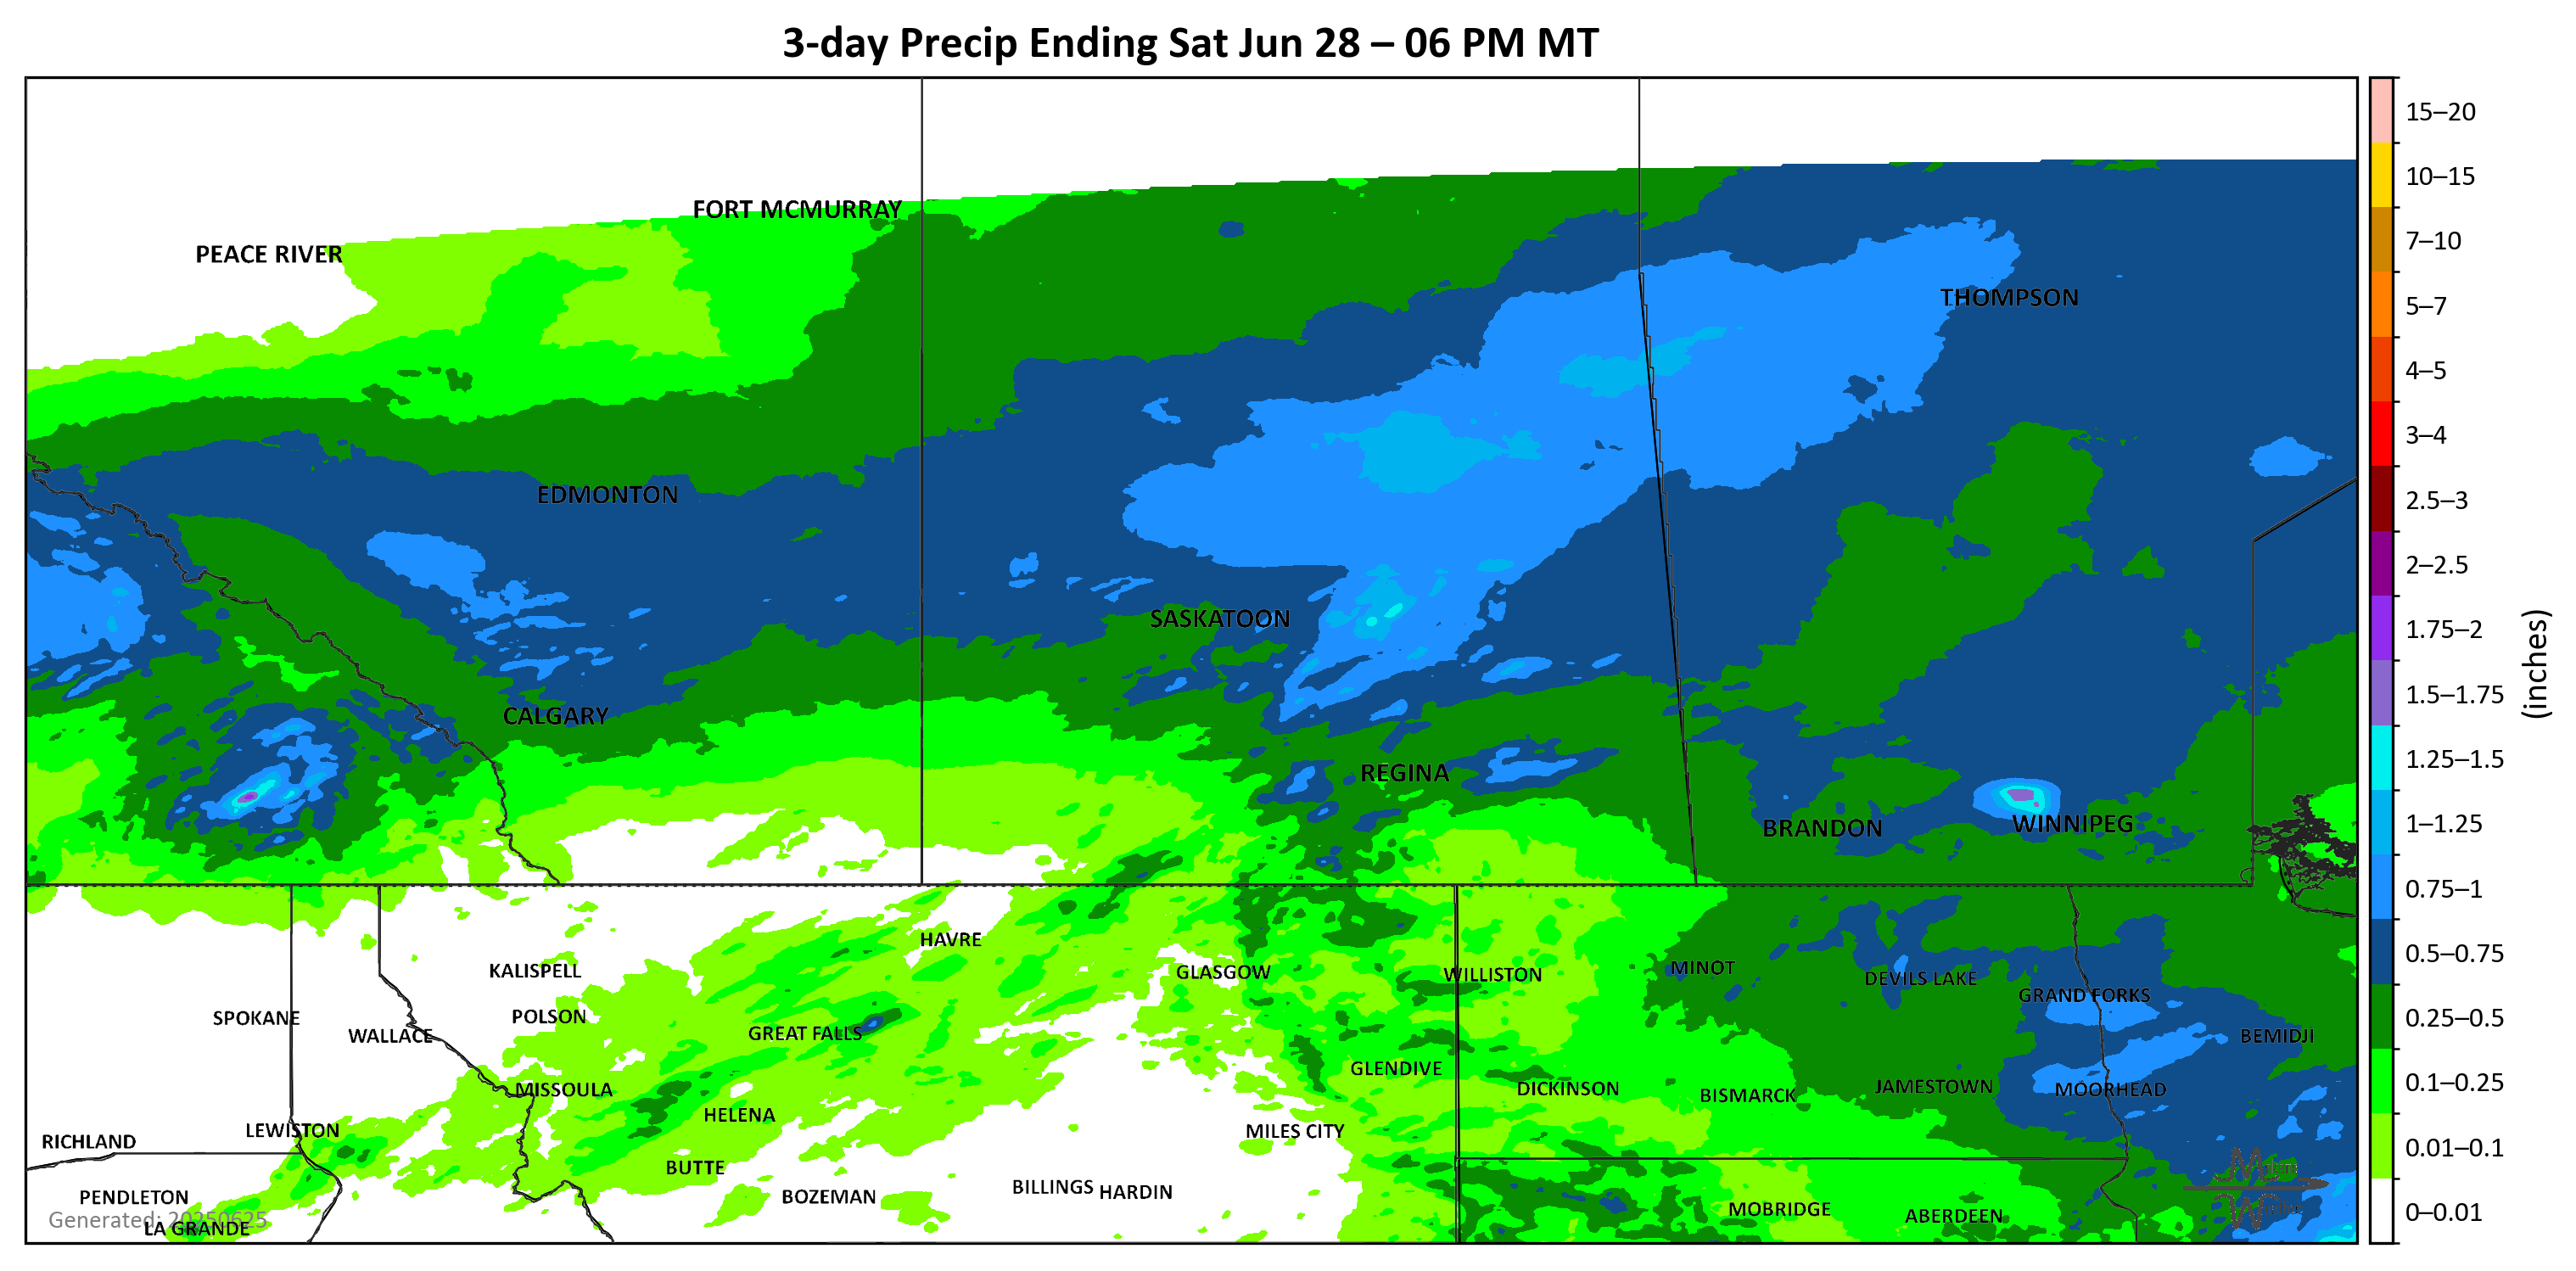 3-day Precip Ending Sat Jun 28 – 06 PM MT
15–20
10–15
7–10
5–7
4–5
3–4
2.5–3
2–2.5
1.75–2
1.5–1.75
1.25–1.5
1–1.25
0.75–1
0.5–0.75
0.25–0.5
0.1–0.25
0.01–0.1
0–0.01
(inches)
FORT MCMURRAY
PEACE RIVER
THOMPSON
EDMONTON
SASKATOON
CALGARY
REGINA
BRANDON
WINNIPEG
HAVRE
KALISPELL
GLASGOW
WILLISTON
MINOT
DEVILS LAKE
GRAND FORKS
SPOKANE
POLSON
WALLACE
GREAT FALLS
BEMIDJI
GLENDIVE
MISSOULA
DICKINSON
BISMARCK
JAMESTOWN
MOORHEAD
HELENA
LEWISTON
MILES CITY
RICHLAND
BUTTE
PENDLETON
BOZEMAN
BILLINGS
HARDIN
MOBRIDGE
ABERDEEN
Generated: 20250625
LA GRANDE